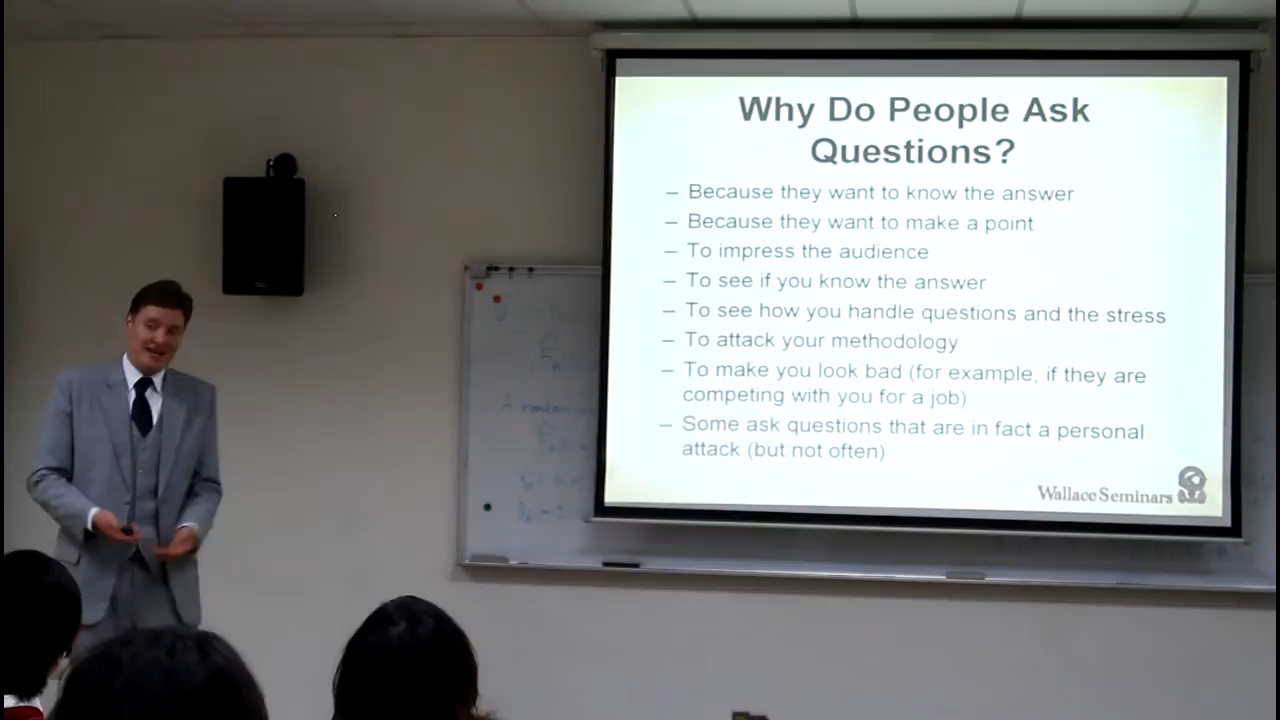 Why Do People Ask
Questions?
– Because they want to know the answer
– Because they want to make a point
– To impress the audience
– To see if you know the answer
– To see how you handle questions and the stress
– To attack your methodology
– To make you look bad (for example, if they are
competing with you for a job)
– Some ask questions that are in fact a personal
attack (but not often)
Wallace Seminars
A random